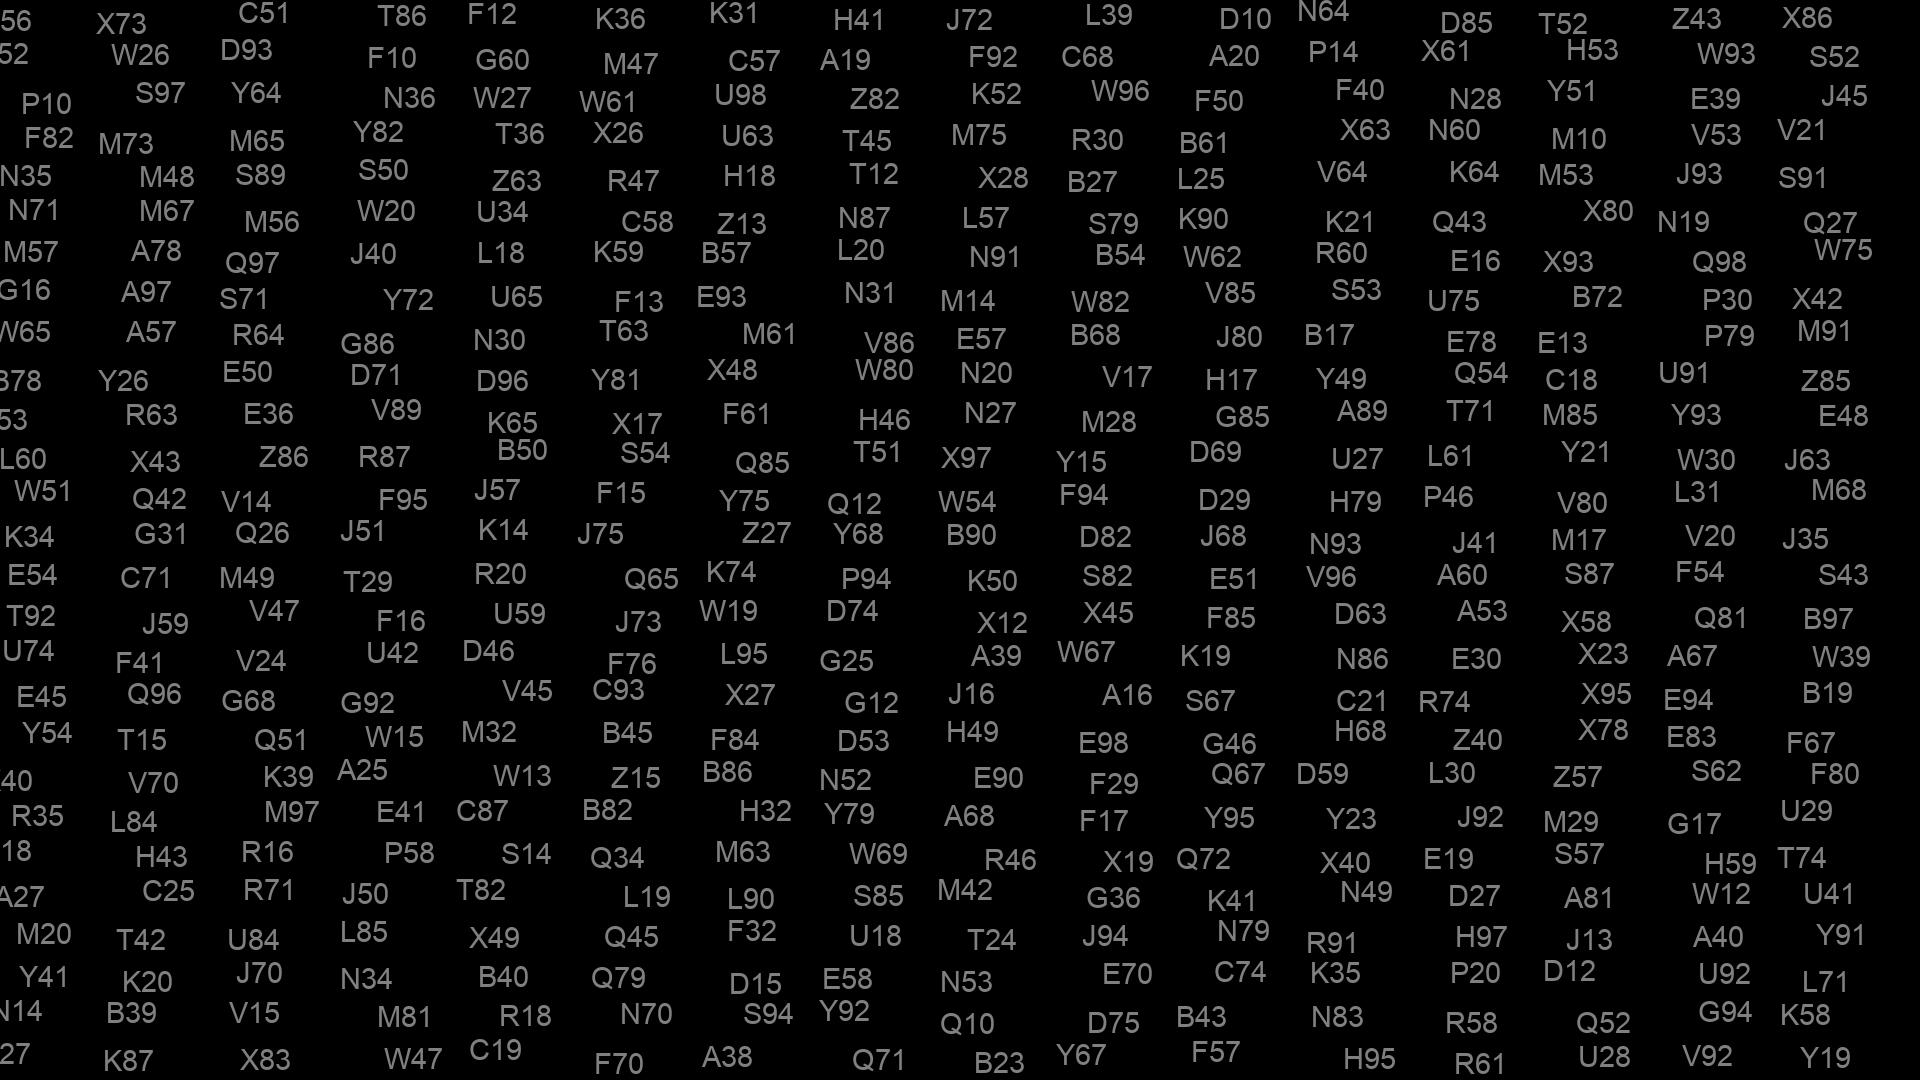 56 X73 C51 T86 F12 K36 K31 H41 J72 L39 D10 N64 D85 T52 Z43 X86
52 W26 D93 F10 G60 M47 C57 A19 F92 C68 A20 P14 X61 H53 W93 S52
P10 S97 Y64 N36 W27 W61 U98 Z82 K52 W96 F50 F40 N28 Y51 E39 J45
F82 M73 M65 Y82 T36 X26 U63 T45 M75 R30 B61 X63 N60 M10 V53 V21
N35 M48 S89 S50 Z63 R47 H18 T12 X28 B27 L25 V64 K64 M53 J93 S91
N71 M67 M56 W20 U34 C58 Z13 N87 L57 S79 K90 K21 Q43 X80 N19 Q27
M57 A78 Q97 J40 L18 K59 B57 L20 N91 B54 W62 R60 E16 X93 Q98 W75
G16 A97 S71 Y72 U65 F13 E93 N31 M14 W82 V85 S53 U75 B72 P30 X42
W65 A57 R64 G86 N30 T63 M61 V86 E57 B68 J80 B17 E78 E13 P79 M91
B78 Y26 E50 D71 D96 Y81 X48 W80 N20 V17 H17 Y49 Q54 C18 U91 Z85
53 R63 E36 V89 K65 X17 F61 H46 N27 M28 G85 A89 T71 M85 Y93 E48
L60 X43 Z86 R87 B50 S54 Q85 T51 X97 Y15 D69 U27 L61 Y21 W30 J63
W51 Q42 V14 F95 J57 F15 Y75 Q12 W54 F94 D29 H79 P46 V80 L31 M68
K34 G31 Q26 J51 K14 J75 Z27 Y68 B90 D82 J68 N93 J41 M17 V20 J35
E54 C71 M49 T29 R20 Q65 K74 P94 K50 S82 E51 V96 A60 S87 F54 S43
T92 J59 V47 F16 U59 J73 W19 D74 X12 X45 F85 D63 A53 X58 Q81 B97
U74 F41 V24 U42 D46 F76 L95 G25 A39 W67 K19 N86 E30 X23 A67 W39
E45 Q96 G68 G92 V45 C93 X27 G12 J16 A16 S67 C21 R74 X95 E94 B19
Y54 T15 Q51 W15 M32 B45 F84 D53 H49 E98 G46 H68 Z40 X78 E83 F67
40 V70 K39 A25 W13 Z15 B86 N52 E90 F29 Q67 D59 L30 Z57 S62 F80
R35 L84 M97 E41 C87 B82 H32 Y79 A68 F17 Y95 Y23 J92 M29 G17 U29
18 H43 R16 P58 S14 Q34 M63 W69 R46 X19 Q72 X40 E19 S57 H59 T74
A27 C25 R71 J50 T82 L19 L90 S85 M42 G36 K41 N49 D27 A81 W12 U41
M20 T42 U84 L85 X49 Q45 F32 U18 T24 J94 N79 R91 H97 J13 A40 Y91
Y41 K20 J70 N34 B40 Q79 D15 E58 N53 E70 C74 K35 P20 D12 U92 L71
N14 B39 V15 M81 R18 N70 S94 Y92 Q10 D75 B43 N83 R58 Q52 G94 K58
27 K87 X83 W47 C19 F70 A38 Q71 B23 Y67 F57 H95 R61 U28 V92 Y19